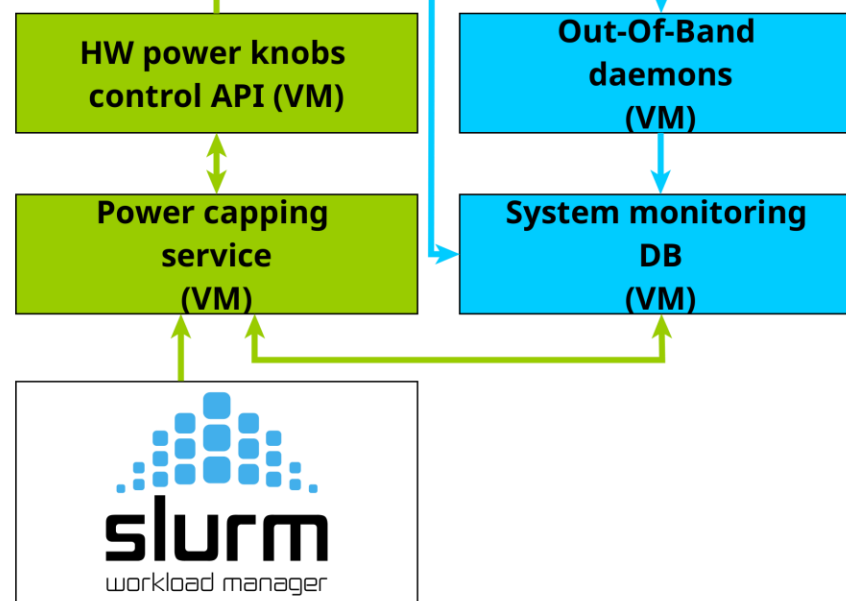 HW power knobs
control API (VM)
Out-Of-Band
daemons
(VM)
Power capping
service
(VM)
System monitoring
DB
(VM)
slurm
workload manager